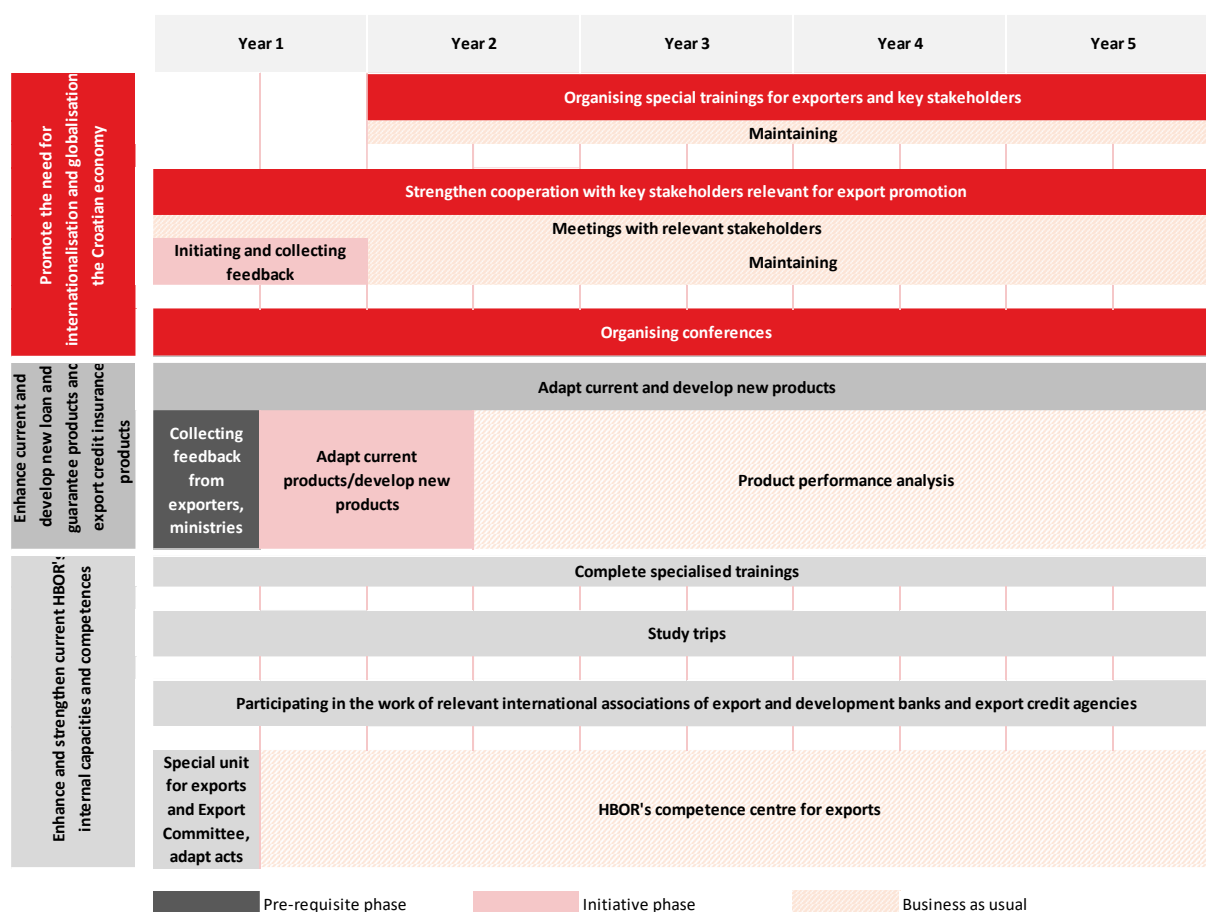 Year 1
Year 2
Year 3
Year 4
Year 5
Promote the need for
internationalisation and globalisation
the Croatian economy
Organising special trainings for exporters and key stakeholders
Maintaining
Strengthen cooperation with key stakeholders relevant for export promotion
Meetings with relevant stakeholders
Initiating and collecting
feedback
Maintaining
Organising conferences
Enhance current and
develop new loan and
guarantee products and
export credit insurance
products
Adapt current and develop new products
Collecting
feedback
from
exporters,
ministries
Adapt current
products/develop new
products
Product performance analysis
Enhance and strengthen current HBOR's
internal capacities and competences
Complete specialised trainings
Study trips
Participating in the work of relevant international associations of export and development banks and export credit agencies
Special unit
for exports
and Export
Committee,
adapt acts
HBOR's competence centre for exports
Pre-requisite phase
Initiative phase
Business as usual